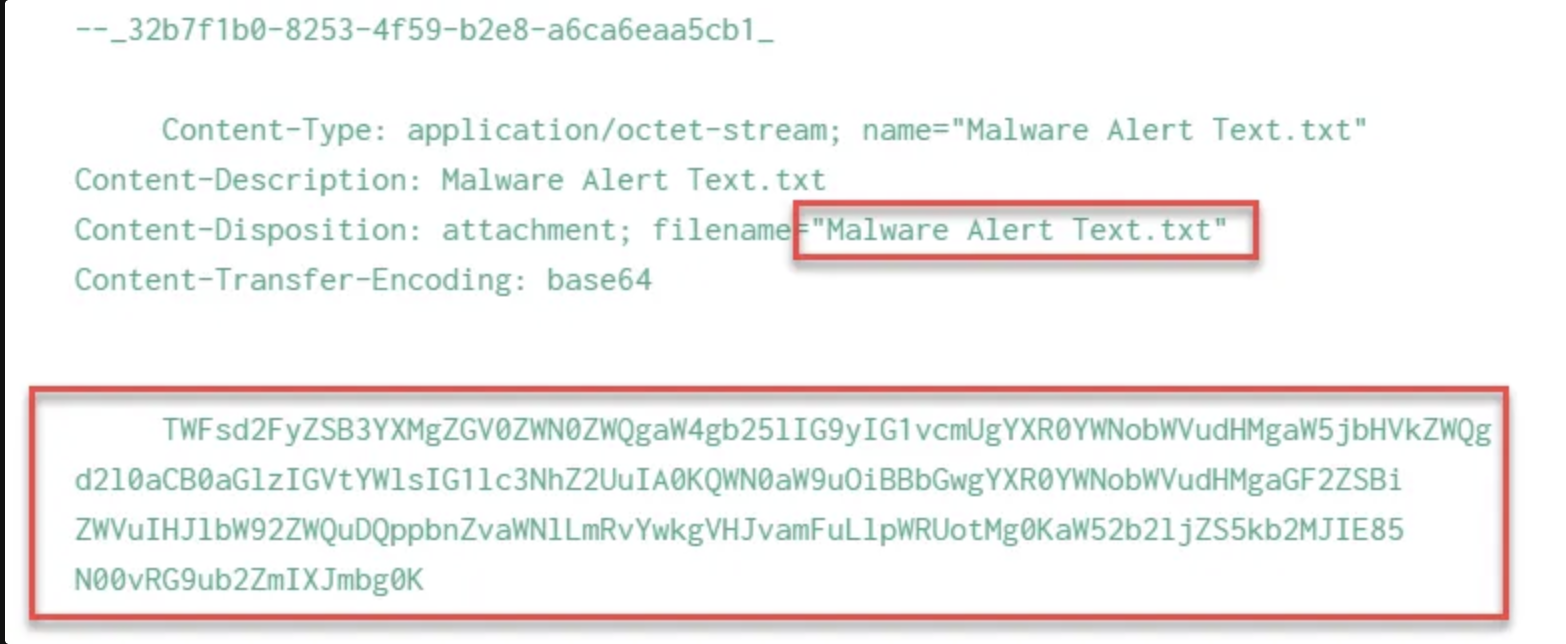 --_32b7f1b0-8253-4f59-b2e8-a6ca6eaa5cb1_
Content-Type: application/octet-stream; name="Malware Alert Text.txt"
Content-Description: Malware Alert Text.txt
Content-Disposition: attachment; filename="Malware Alert Text.txt"
Content-Transfer-Encoding: base64
TWFsd2FyZSB3YXMgZGV0ZWN0ZWQgaW4gb25lIG9yIG1vcmUgYXR0YWNobWVudHMgaW5jbHVkZWQg
d2l0aCB0aGlzIGVtYWlsIG1lc3NhZ2UuIA0KQWN0aW9uOiBBbGwgYXR0YWNobWVudHMgaGF2ZSBi
ZWVuIHJlbW92ZWQuDQppbnZvaWNlLmRvYwkgVHJvamFuLlpWRUotMg0KaW52b2ljZS5kb2MJIE85
N00vRG9ub2ZmIXJmbg0K